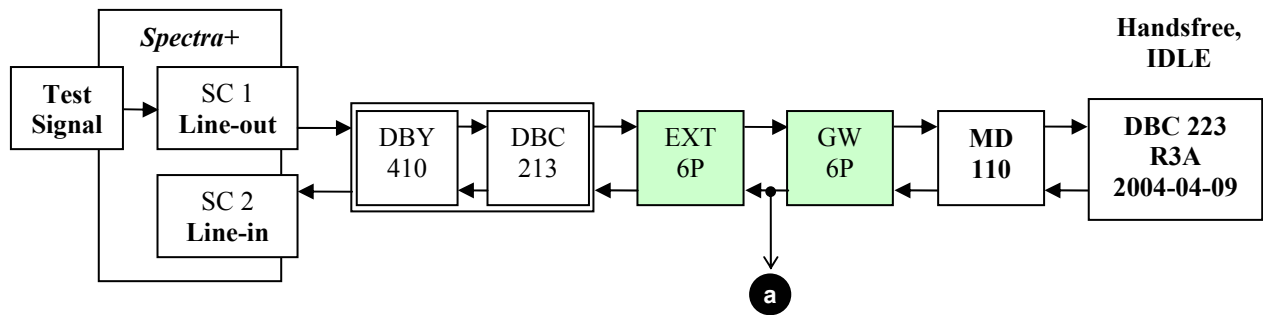 Spectra+
Handsfree,
IDLE
Test
Signal
SC 1
Line-out
SC 2
Line-in
DBY
410
DBC
213
EXT
6P
GW
6P
MD
110
DBC 223
R3A
2004-04-09
a